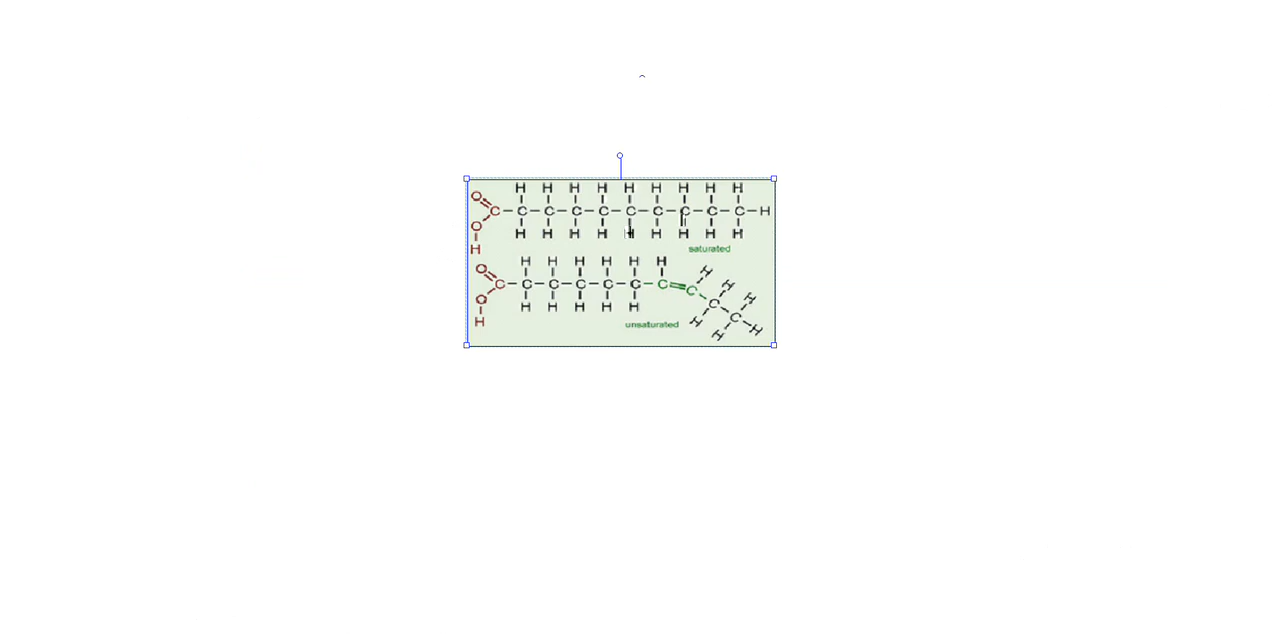 H H H H H H H H H
O
C - C - C - C - C - C - C - C - C - C - H
O
H H H H H H H H H
H
saturated
H H H H H H
O H
C - C - C - C - C - C - C = C
H
O C H
H H H H H
C
H H H
unsaturated
H